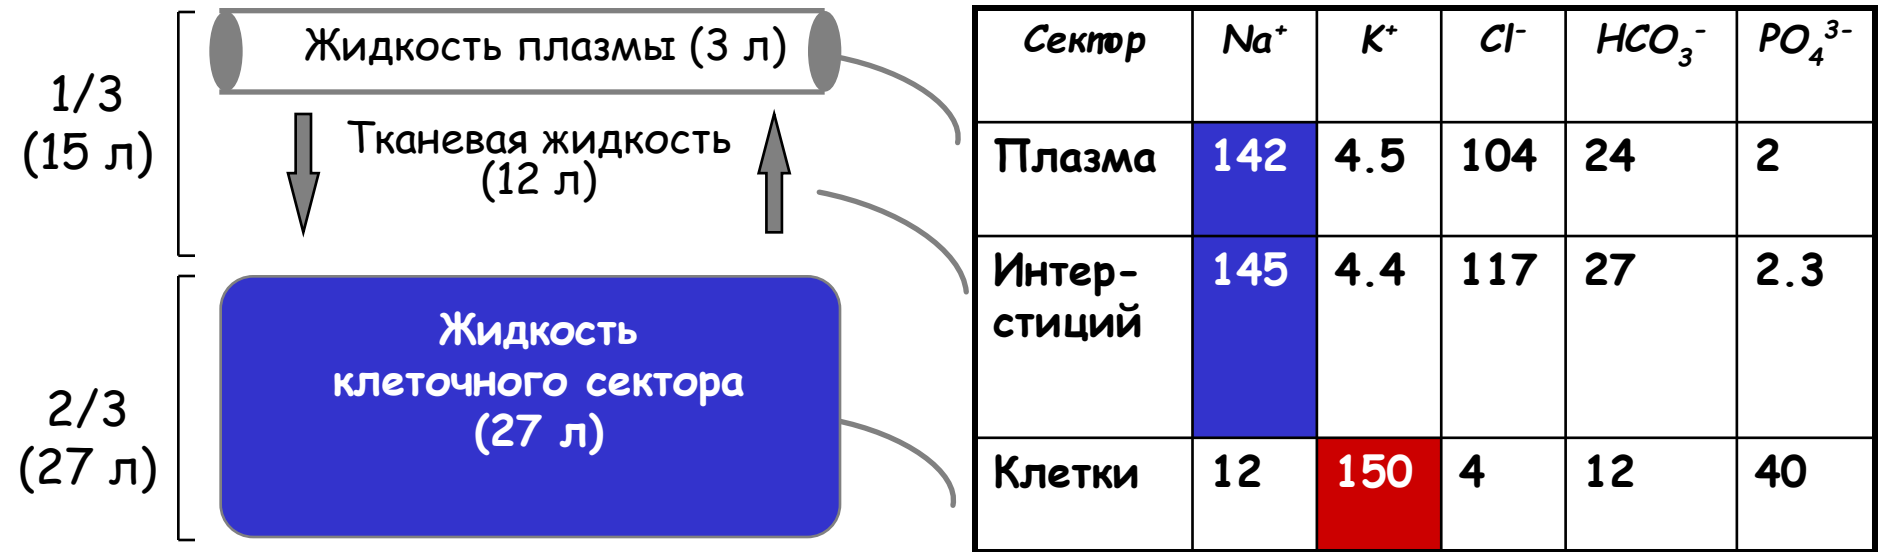 1/3
(15 л)
Жидкость плазмы (3 л)
Тканевая жидкость
(12 л)
2/3
(27 л)
Жидкость
клеточного сектора
(27 л)
Сектор Na⁺ K⁺ Cl⁻ HCO₃⁻ PO₄³⁻
Плазма 142 4.5 104 24 2
Интер- 145 4.4 117 27 2.3
стиций
Клетки 12 150 4 12 40